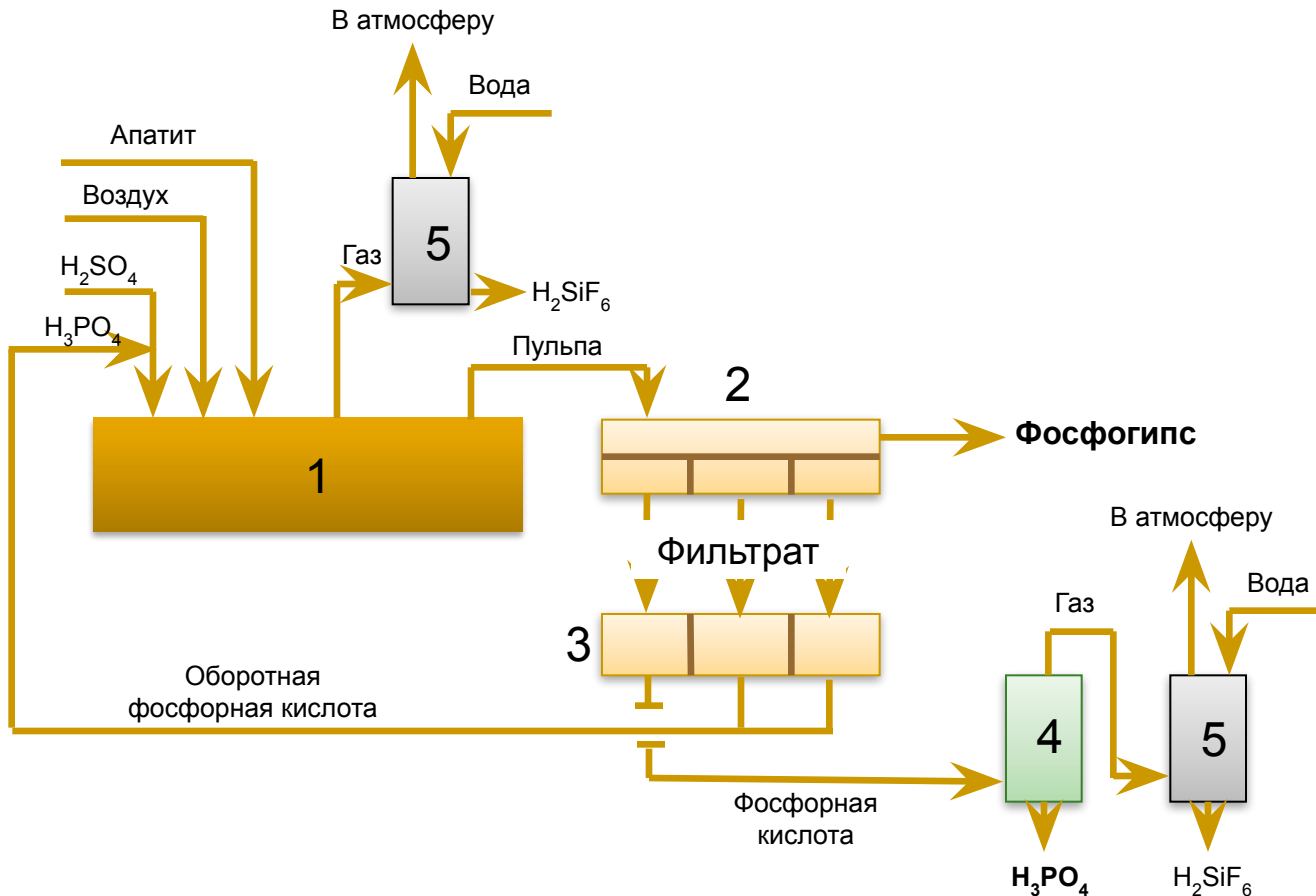 В атмосферу
Вода
Апатит
Воздух
5
Газ
H₂SO₄
H₂SiF₆
H₃PO₄
Пульпа
2
Фосфогипс
1
В атмосферу
Фильтрат
Вода
Газ
3
Оборотная
фосфорная кислота
4
5
Фосфорная
кислота
H₃PO₄
H₂SiF₆